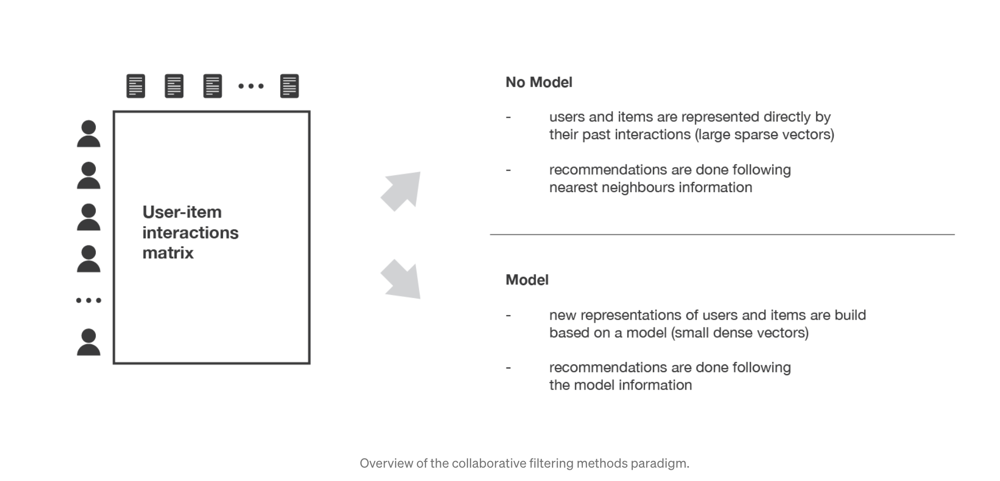 User-item
interactions
matrix
No Model
- users and items are represented directly by
their past interactions (large sparse vectors)
- recommendations are done following
nearest neighbours information
Model
- new representations of users and items are build
based on a model (small dense vectors)
- recommendations are done following
the model information
Overview of the collaborative filtering methods paradigm.